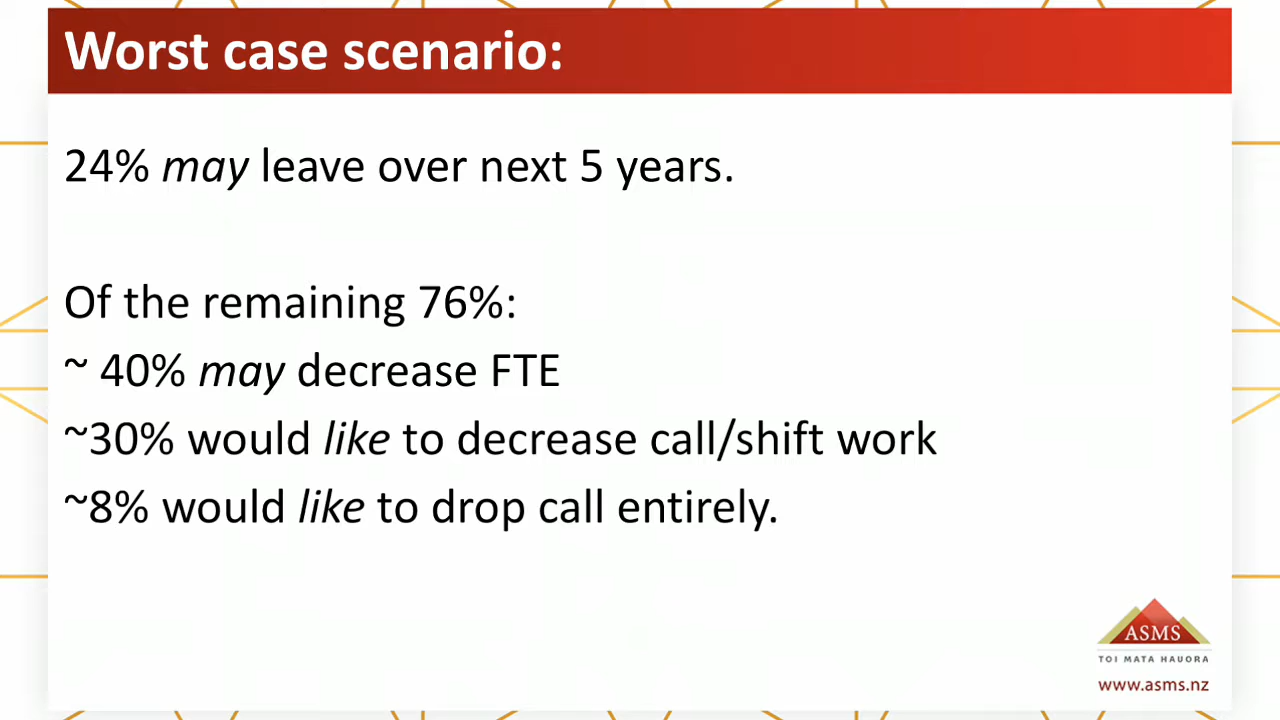 Worst case scenario:
24% may leave over next 5 years.
Of the remaining 76%:
~ 40% may decrease FTE
~30% would like to decrease call/shift work
~8% would like to drop call entirely.
ASMS
TOI MATA HAUORA
www.asms.nz